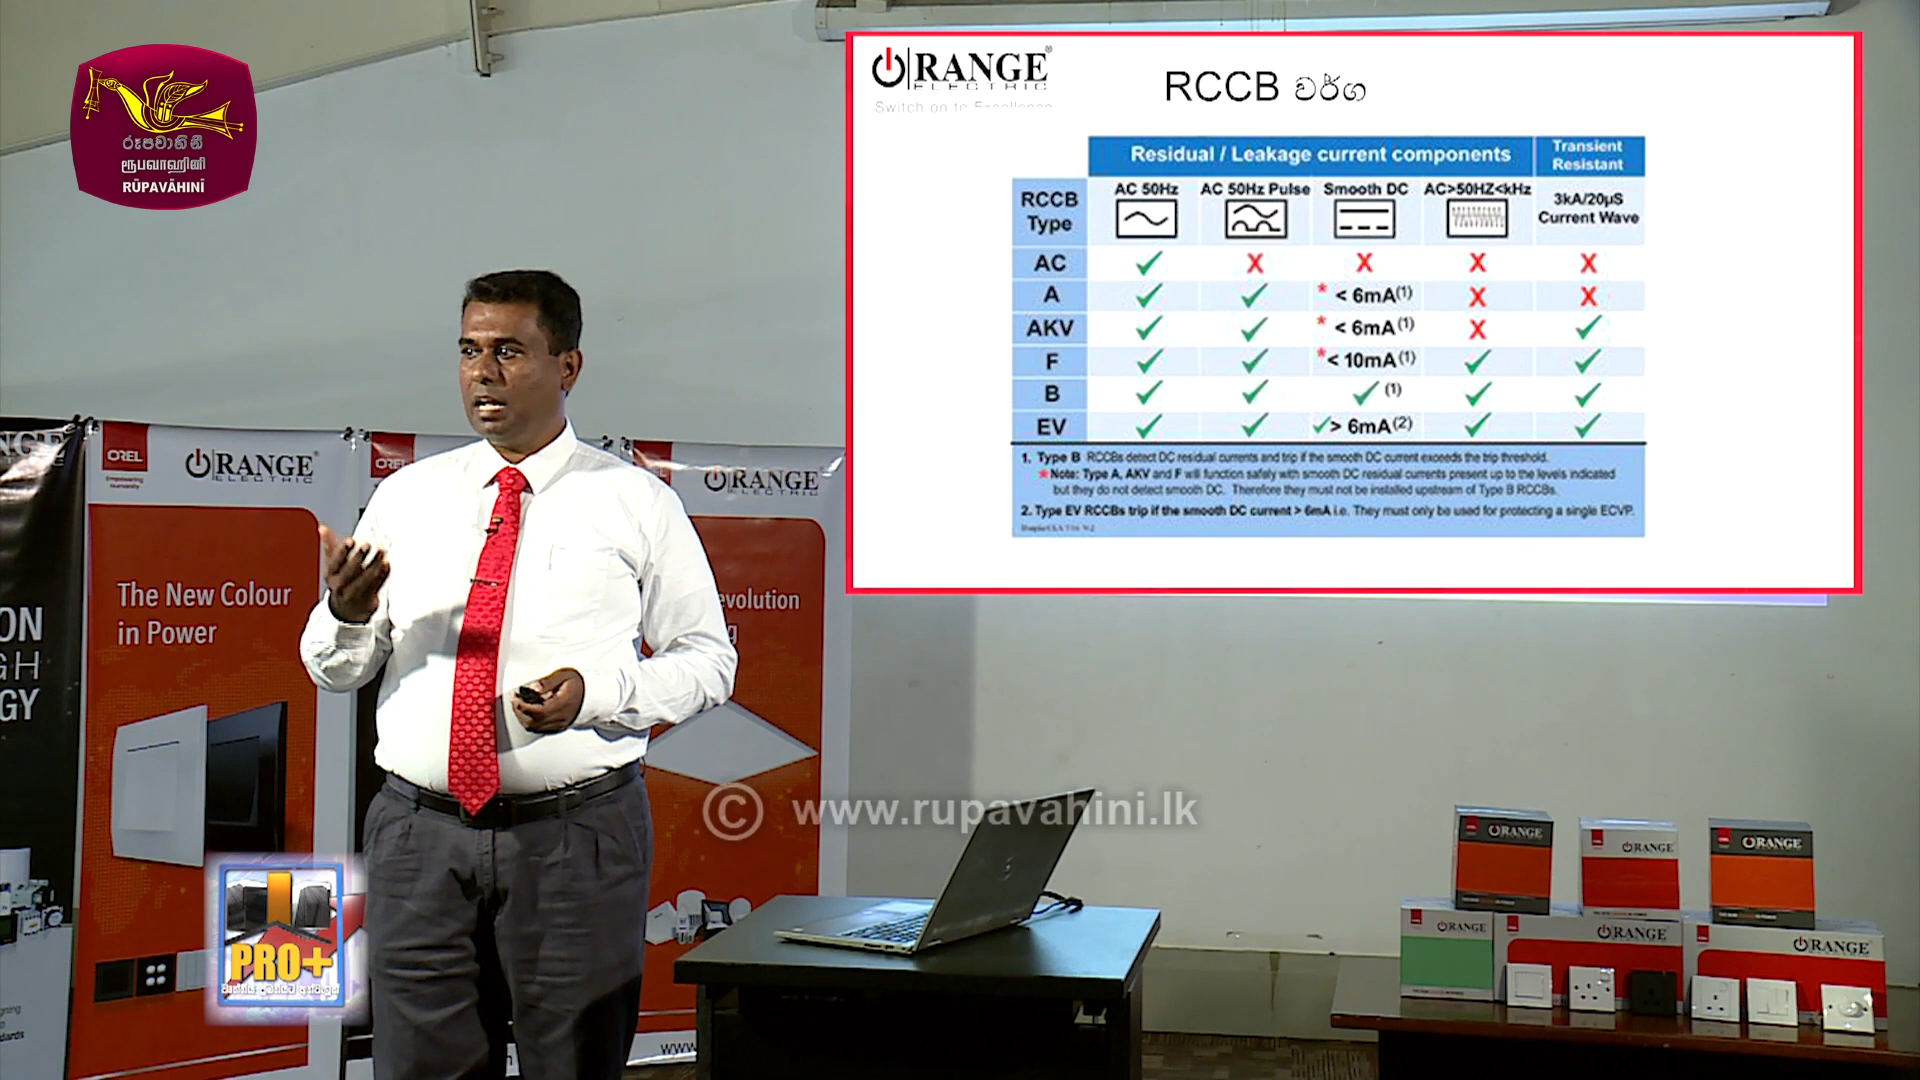 රූපවාහිනී
ரூபவாஹினி
RŪPAVĀHINĪ
ORANGE
ELECTRIC
RCCB වර්ග
Residual / Leakage current components
Transient
Resistant
RCCB
Type
AC 50Hz
AC 50Hz Pulse
Smooth DC
AC>50HZ<kHz
3kA/20µS
Current Wave
AC ✓ X X X X
A ✓ ✓ * < 6mA(1) X X
AKV ✓ ✓ * < 6mA(1) X ✓
F ✓ ✓ *< 10mA(1) ✓ ✓
B ✓ ✓ ✓ (1) ✓ ✓
EV ✓ ✓ ✓> 6mA(2) ✓ ✓
1. Type B RCCBs detect DC residual currents and trip if the smooth DC current exceeds the trip threshold.
*Note: Type A, AKV and F will function safely with smooth DC residual currents present up to the levels indicated
but they do not detect smooth DC. Therefore they must not be installed upstream of Type B RCCBs.
2. Type EV RCCBs trip if the smooth DC current > 6mA i.e. They must only be used for protecting a single ECVP.
OREL
Empowering
Humanity
ORANGE
ELECTRIC
The New Colour
in Power
ORANGE
ELECTRIC
evolution
ON
GH
GY
© www.rupavahini.lk
PRO+
www
ORANGE
ORANGE
ORANGE
ORANGE
ORANGE
ORANGE